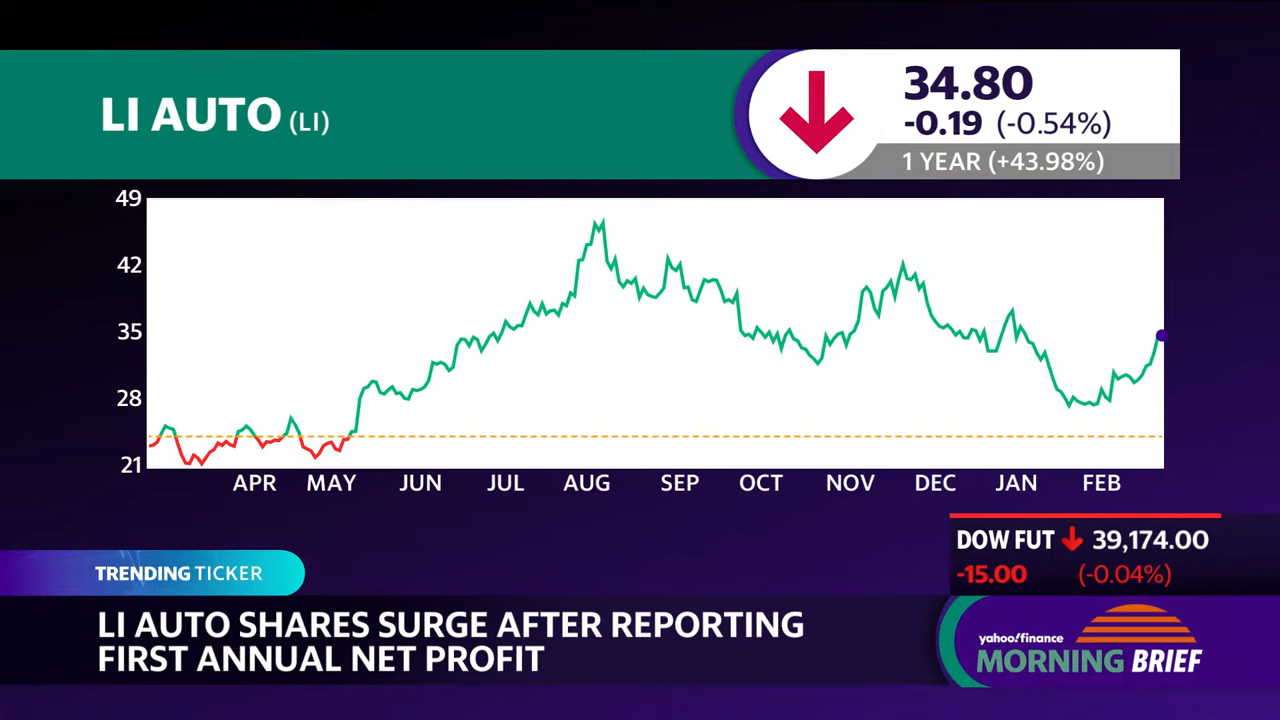 LI AUTO (LI)
34.80
-0.19 (-0.54%)
1 YEAR (+43.98%)
49
42
35
28
21
APR MAY JUN JUL AUG SEP OCT NOV DEC JAN FEB
DOW FUT 39,174.00
-15.00 (-0.04%)
TRENDING TICKER
LI AUTO SHARES SURGE AFTER REPORTING
FIRST ANNUAL NET PROFIT
yahoo!finance
MORNING BRIEF